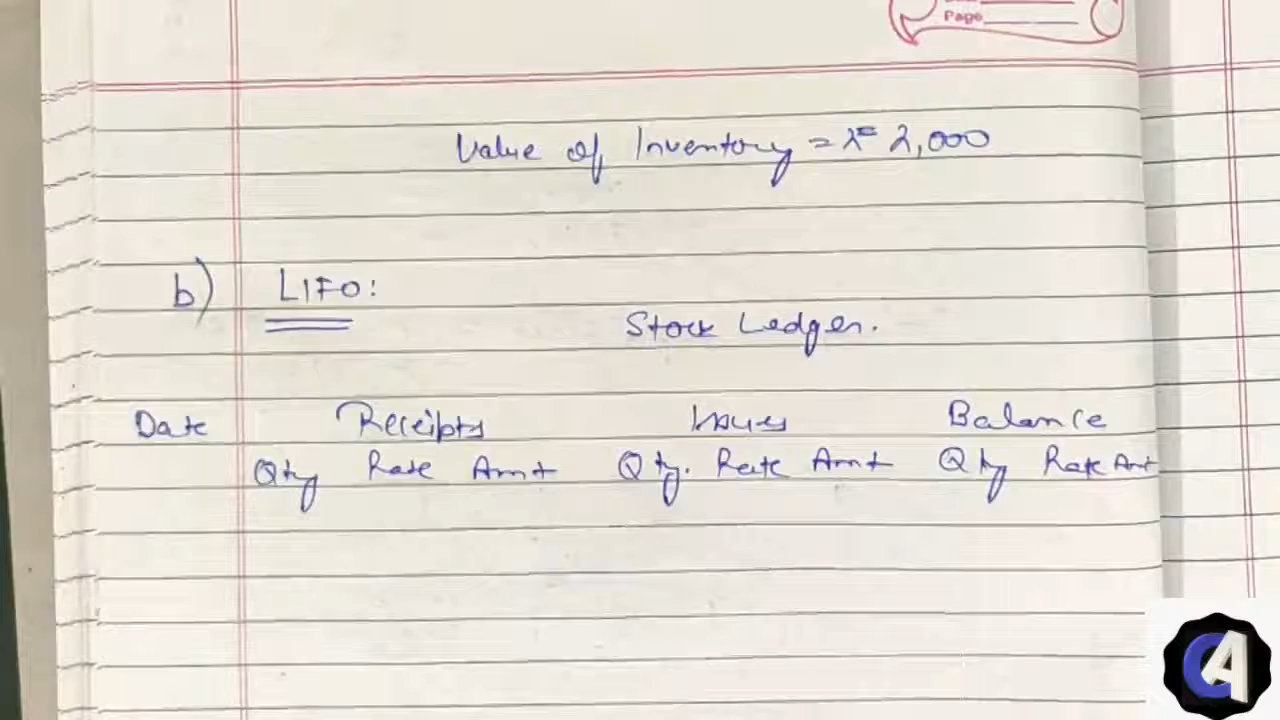 Page
Value of Inventory = ₹ 2,000
b) LIFO:
Stock Ledger.
Date Receipts Issues Balance
Qty Rate Amt Qty. Rate Amt Qty Rate Amt
CA